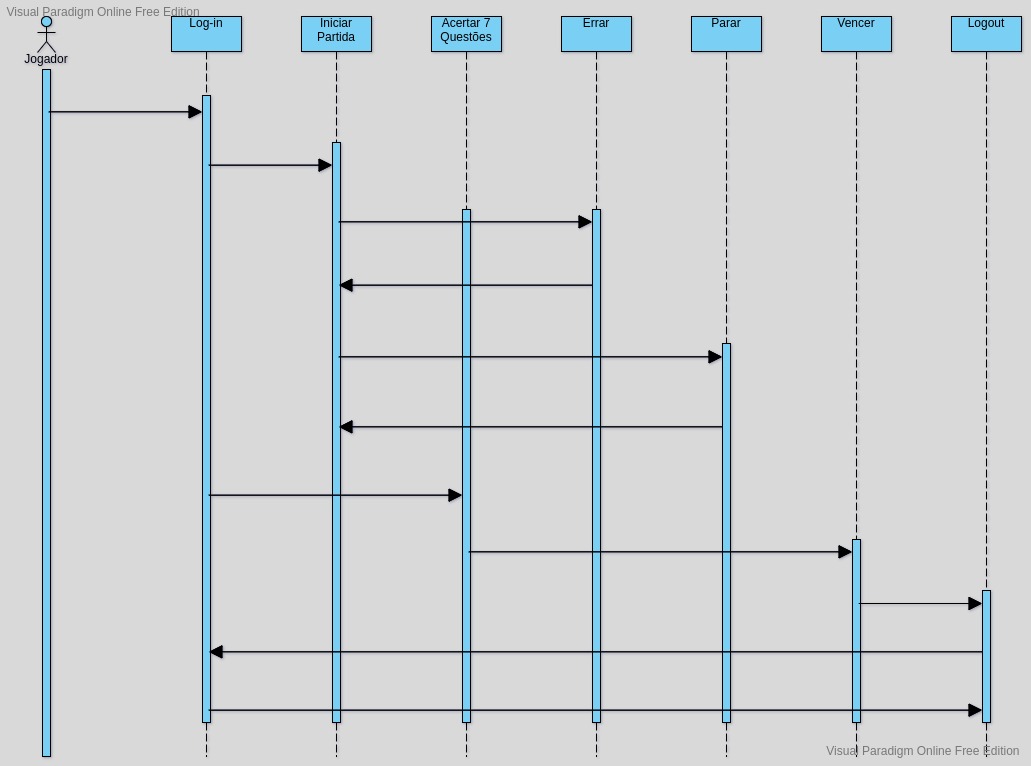 Visual Paradigm Online Free Edition
Jogador
Log-in
Iniciar
Partida
Acertar 7
Questões
Errar
Parar
Vencer
Logout
Visual Paradigm Online Free Edition